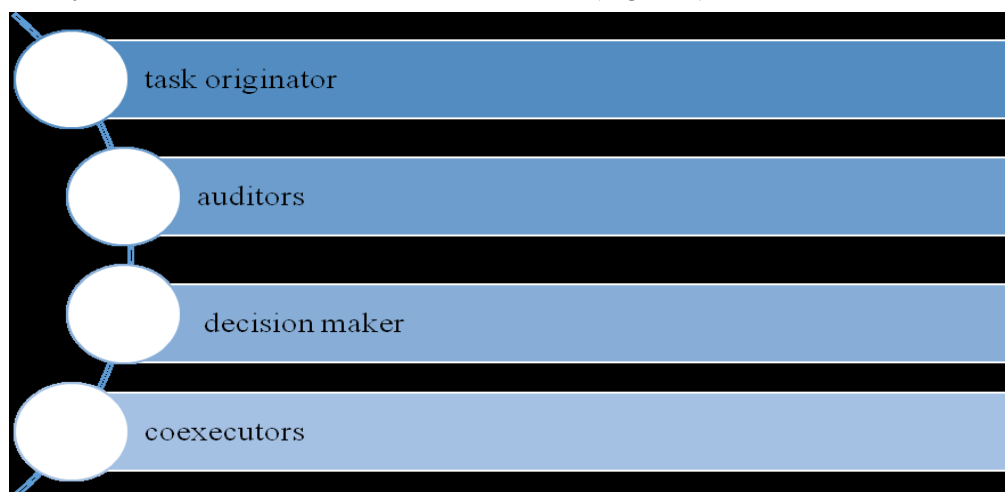 task originator
auditors
decision maker
coexecutors